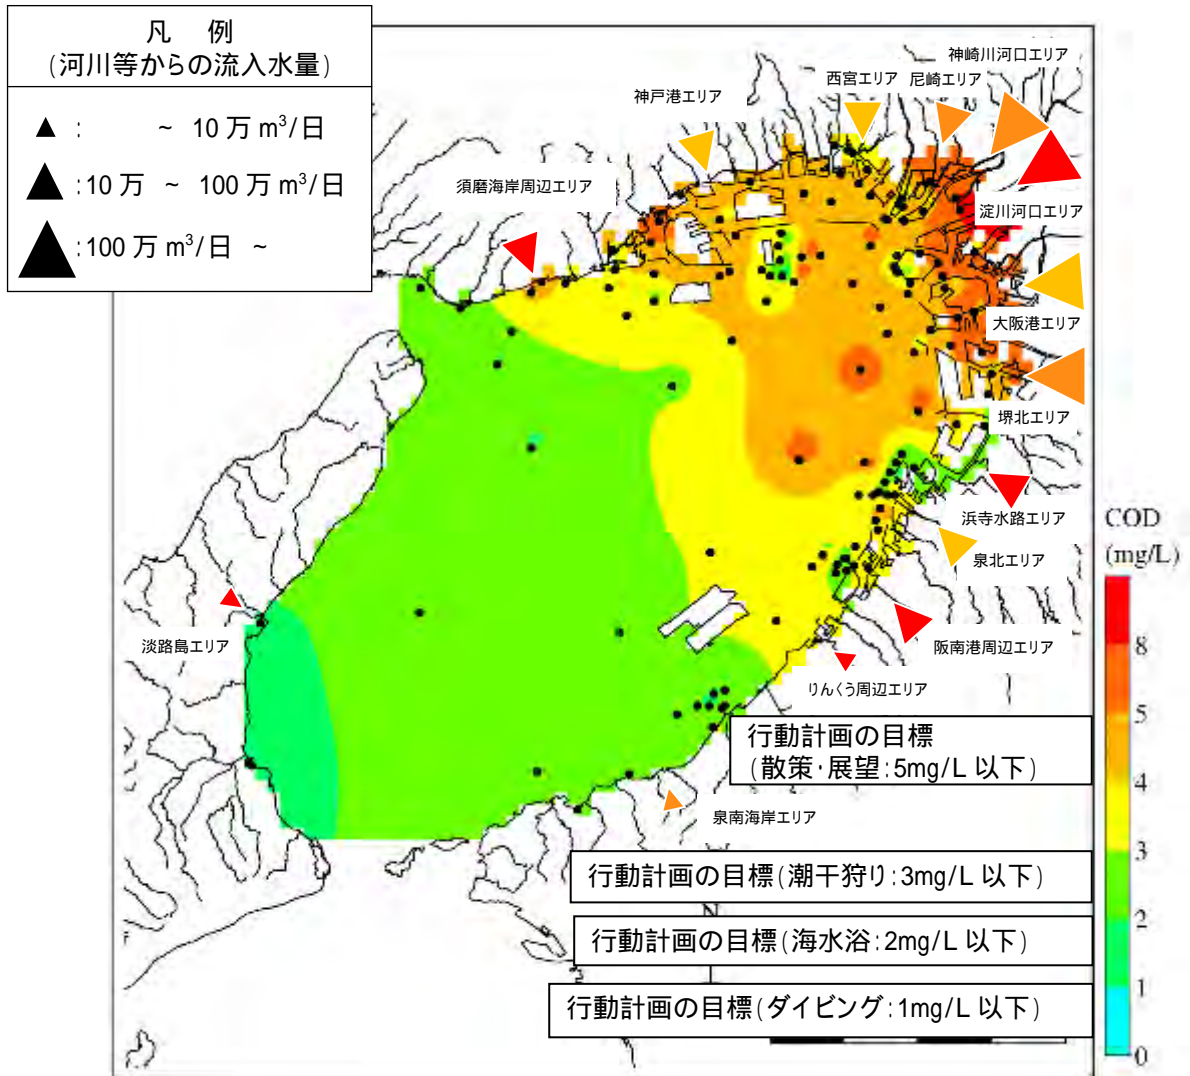 凡 例
(河川等からの流入水量)
: ~ 10 万 m³/日
:10 万 ~ 100 万 m³/日
:100 万 m³/日 ~
神崎川河口エリア
西宮エリア
尼崎エリア
神戸港エリア
須磨海岸周辺エリア
淀川河口エリア
大阪港エリア
堺北エリア
浜寺水路エリア
泉北エリア
淡路島エリア
阪南港周辺エリア
りんくう周辺エリア
泉南海岸エリア
COD
(mg/L)
8
5
4
3
2
1
0
行動計画の目標
(散策・展望:5mg/L 以下)
行動計画の目標(潮干狩り:3mg/L 以下)
N
行動計画の目標(海水浴:2mg/L 以下)
行動計画の目標(ダイビング:1mg/L 以下)